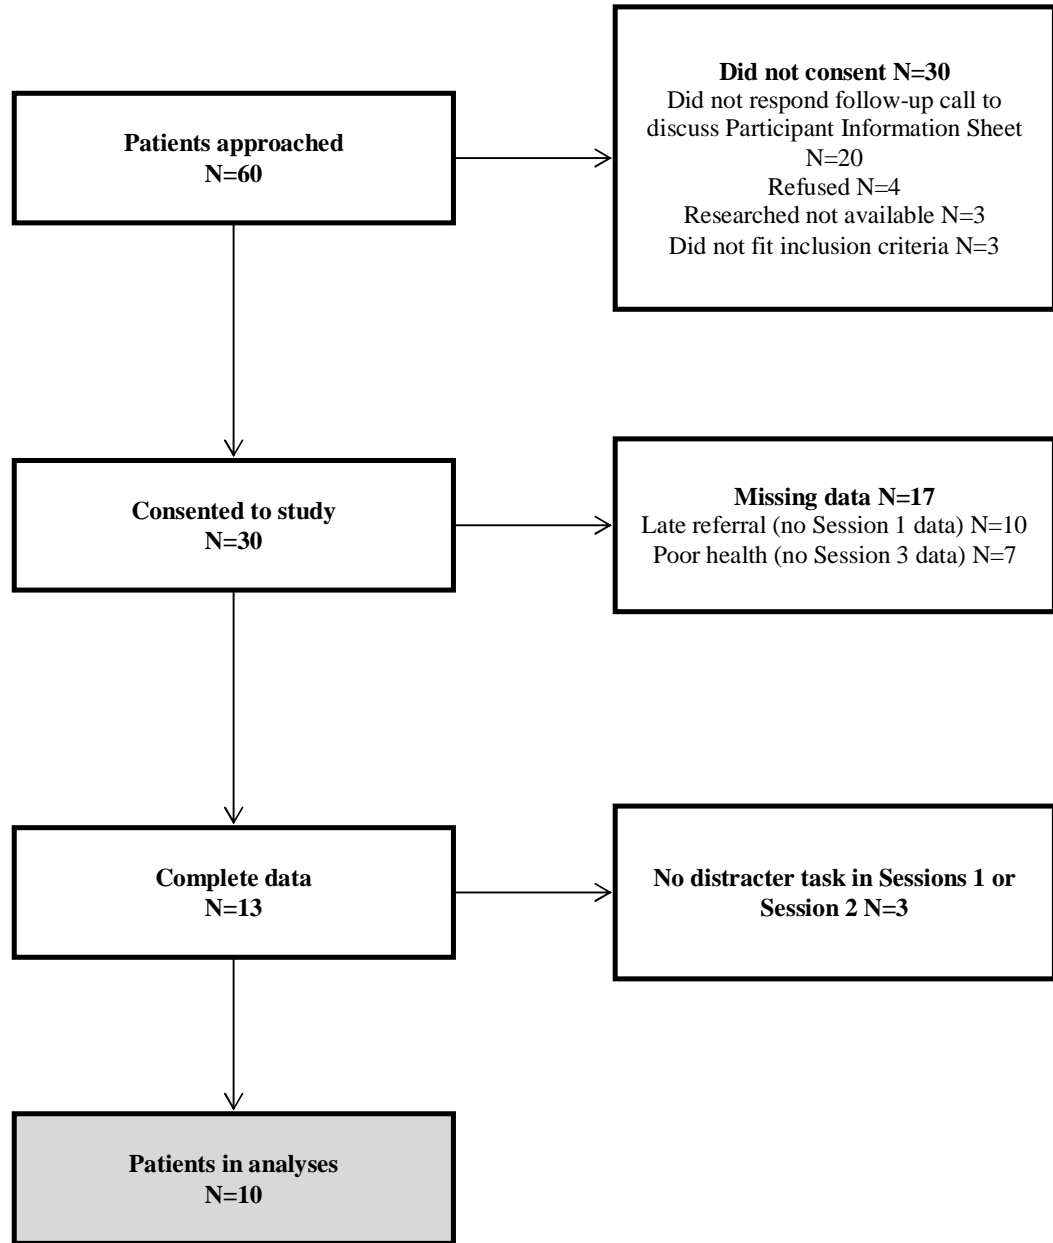 Patients approached
N=60
Did not consent N=30
Did not respond follow-up call to
discuss Participant Information Sheet
N=20
Refused N=4
Researched not available N=3
Did not fit inclusion criteria N=3
Consented to study
N=30
Missing data N=17
Late referral (no Session 1 data) N=10
Poor health (no Session 3 data) N=7
Complete data
N=13
No distracter task in Sessions 1 or
Session 2 N=3
Patients in analyses
N=10